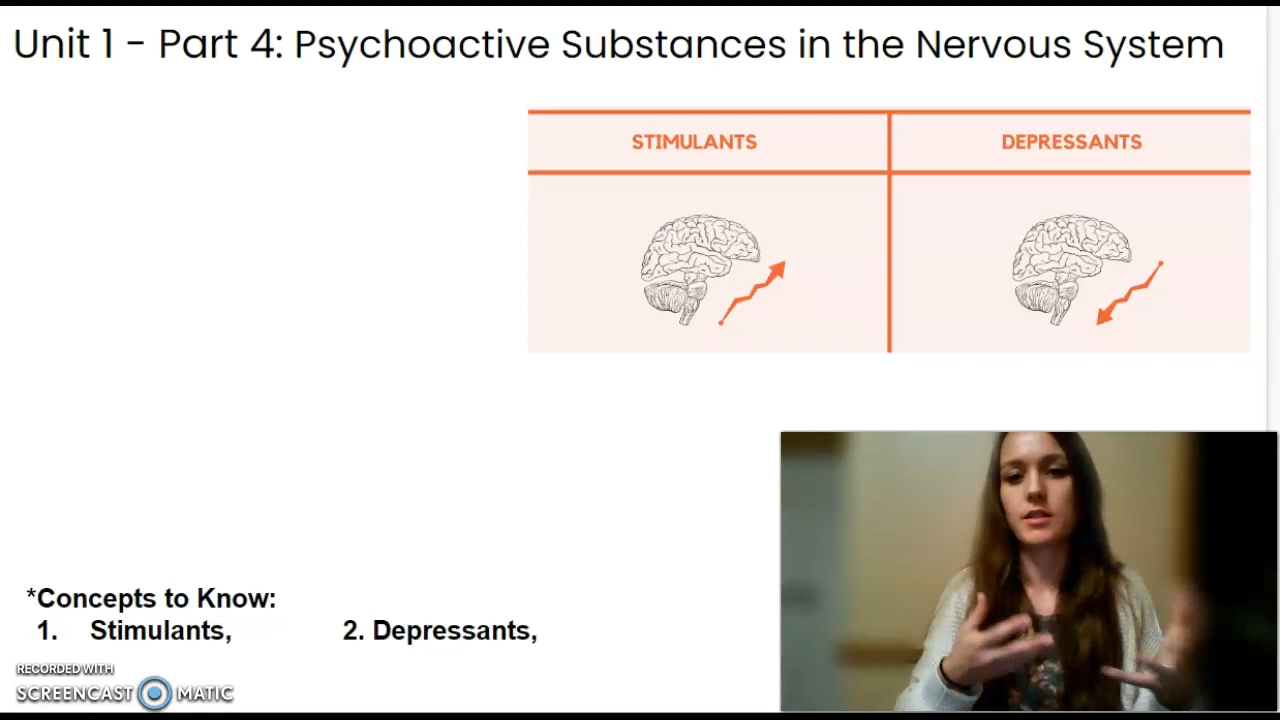 Unit 1 - Part 4: Psychoactive Substances in the Nervous System
STIMULANTS
DEPRESSANTS
*Concepts to Know:
1. Stimulants, 2. Depressants,
RECORDED WITH
SCREENCAST MATIC